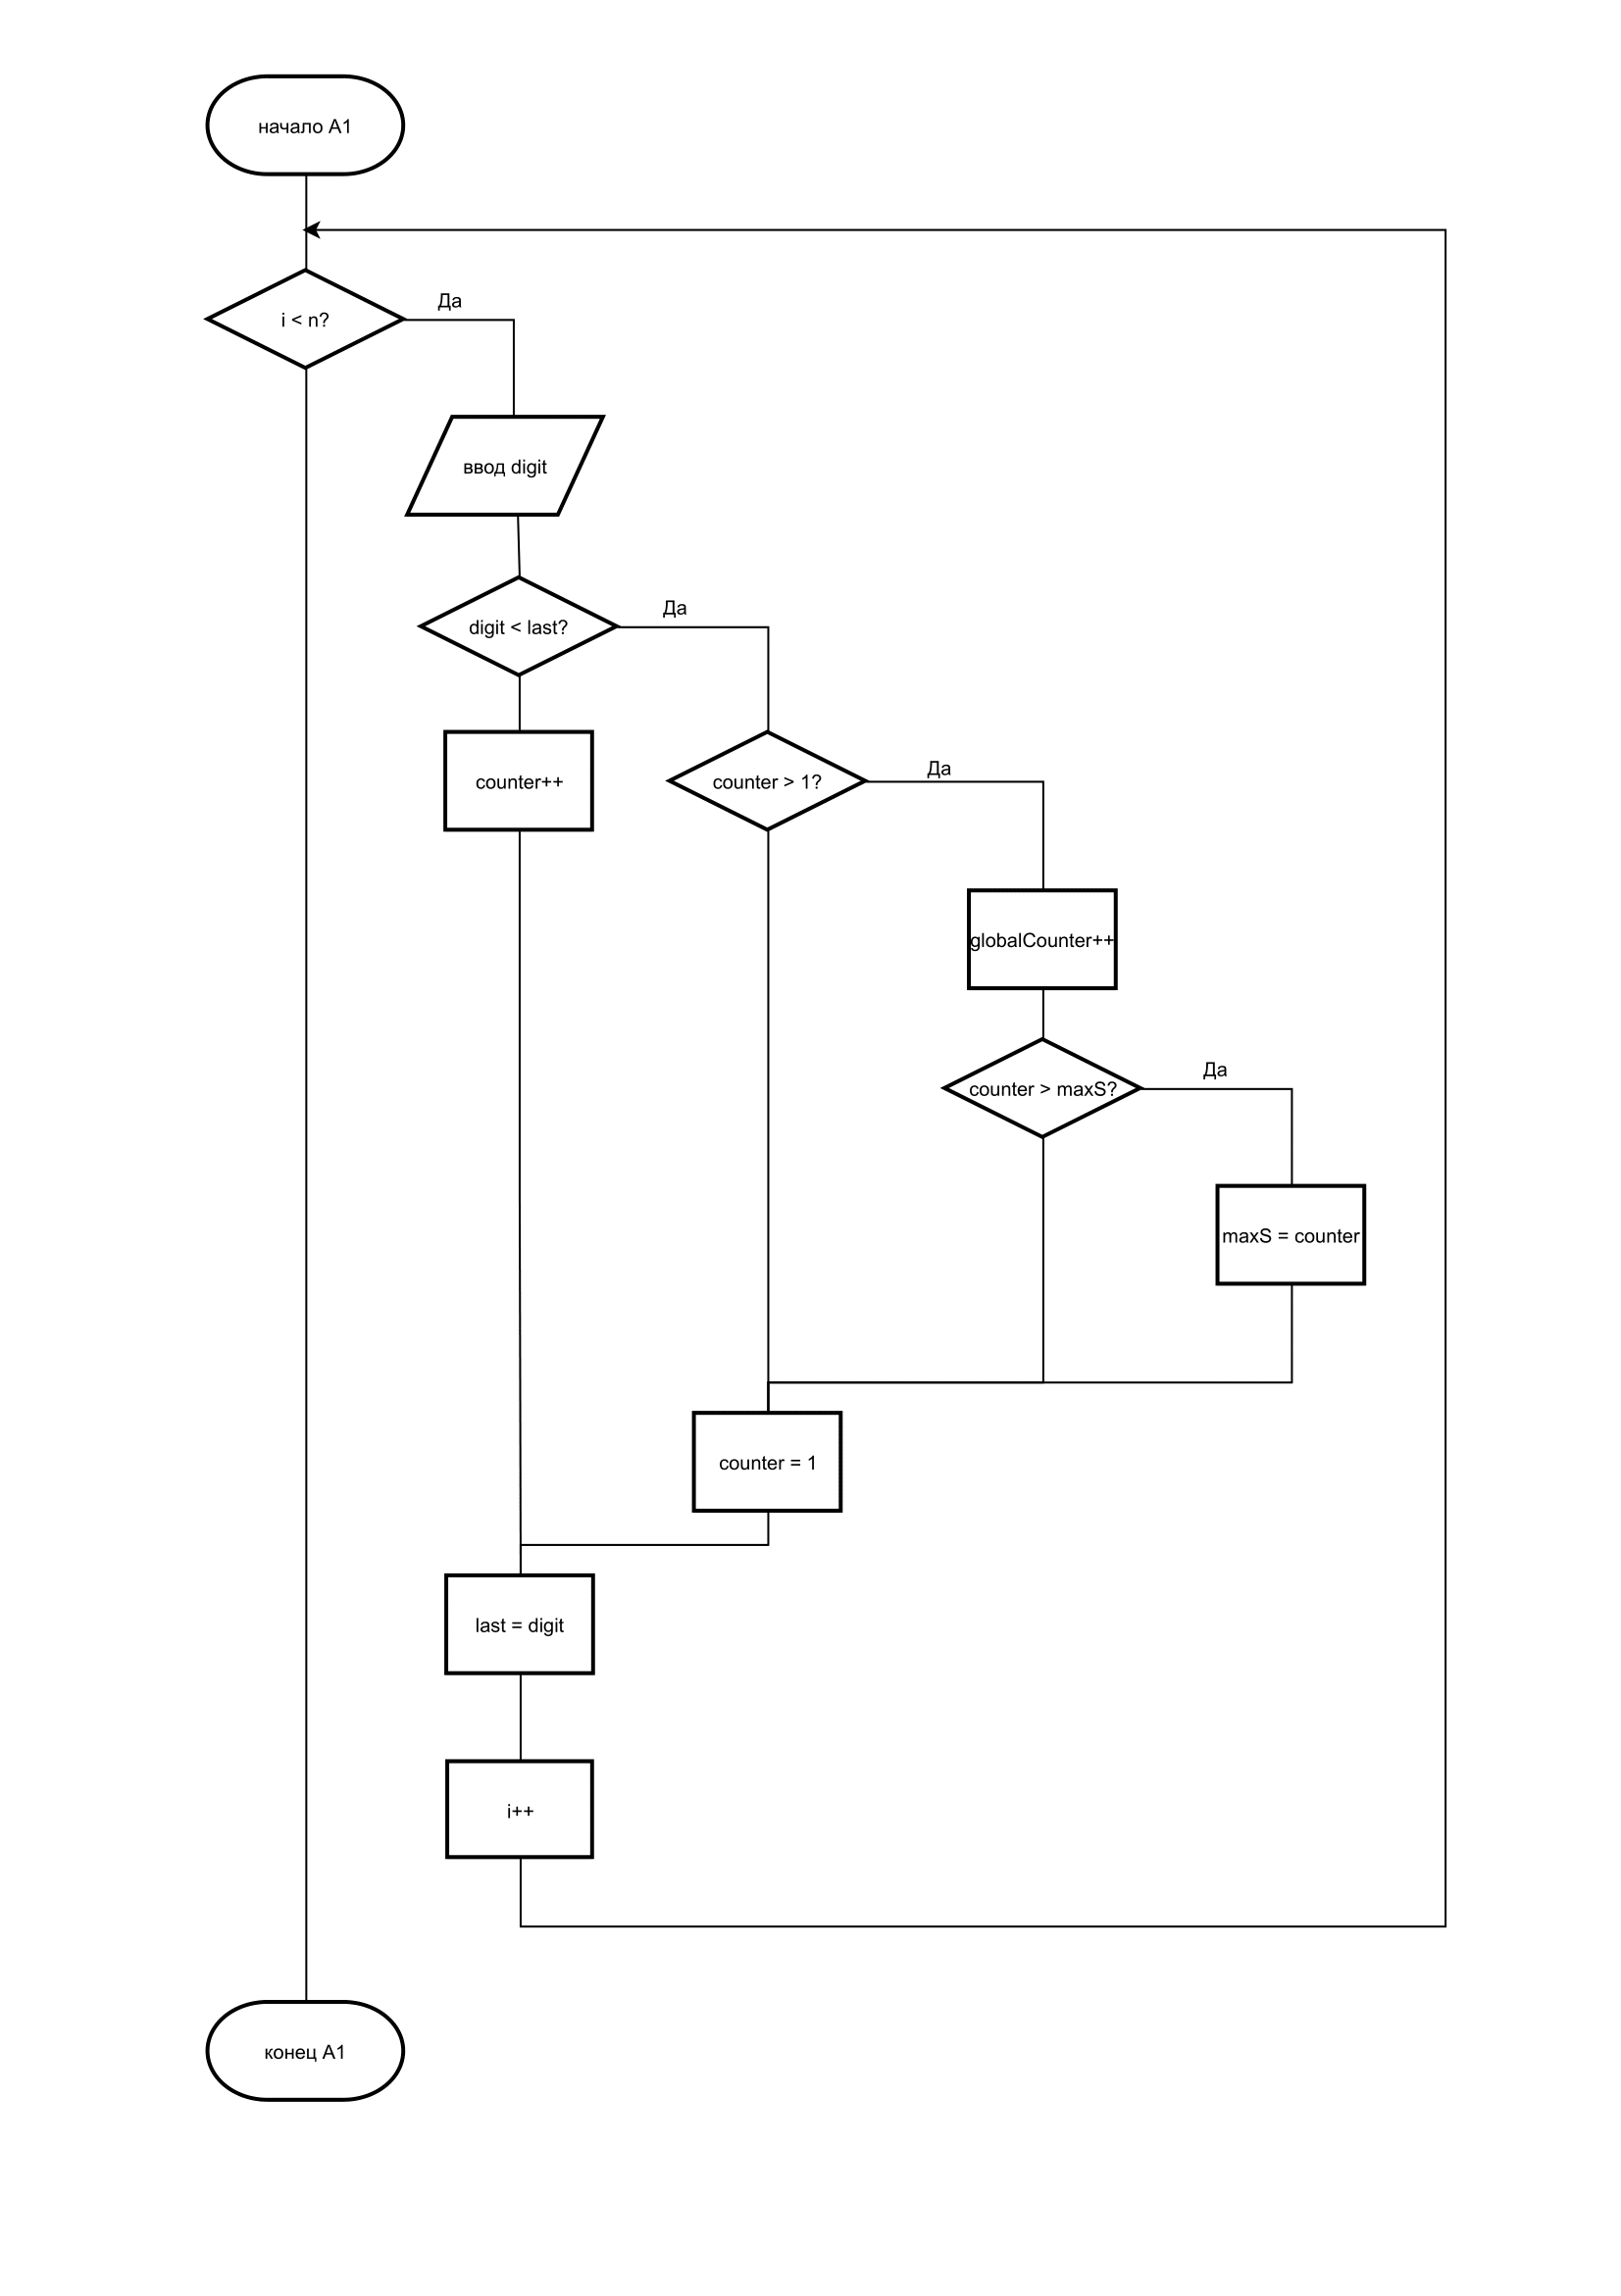 начало А1
i < n?
Да
ввод digit
digit < last?
Да
counter++
counter > 1?
Да
globalCounter++
counter > maxS?
Да
maxS = counter
counter = 1
last = digit
i++
конец А1